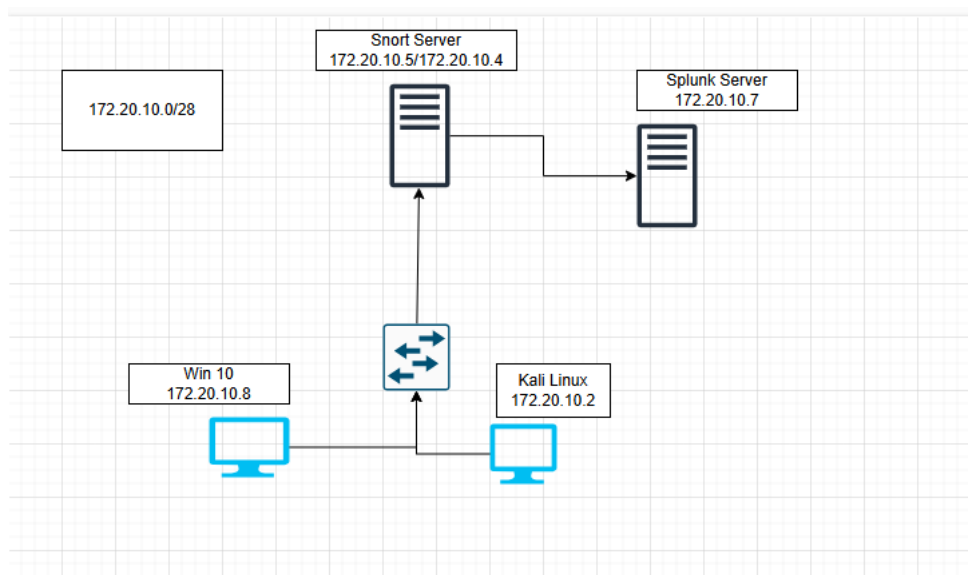 Snort Server
172.20.10.5/172.20.10.4
Splunk Server
172.20.10.7
172.20.10.0/28
Win 10
172.20.10.8
Kali Linux
172.20.10.2